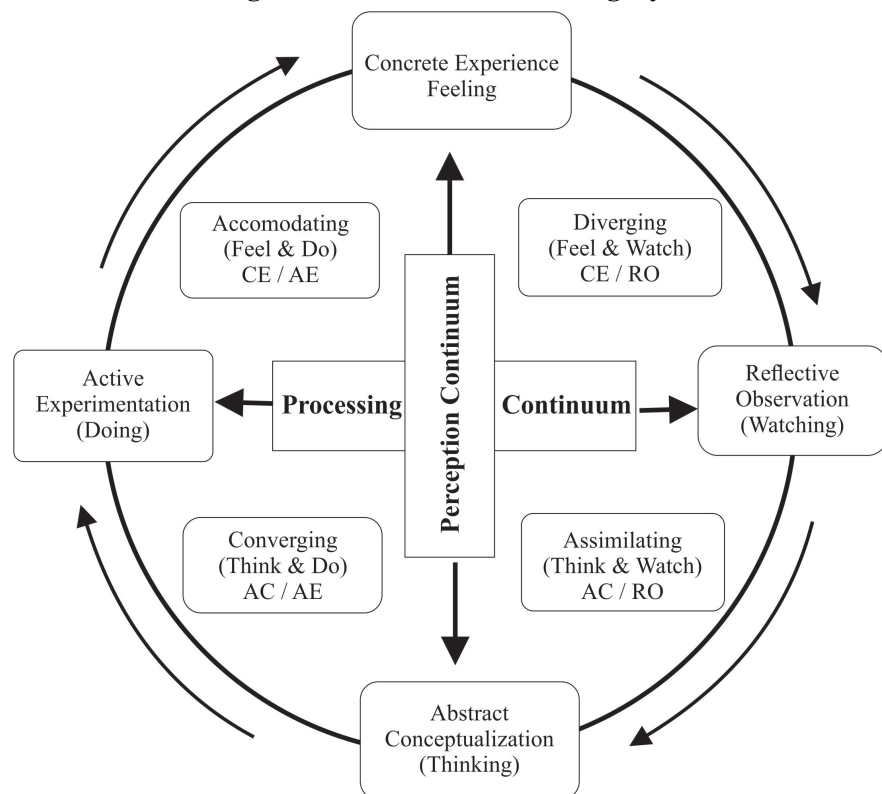 Concrete Experience
Feeling
Accomodating
(Feel & Do)
CE / AE
Diverging
(Feel & Watch)
CE / RO
Active
Experimentation
(Doing)
Processing
Perception Continuum
Continuum
Reflective
Observation
(Watching)
Converging
(Think & Do)
AC / AE
Assimilating
(Think & Watch)
AC / RO
Abstract
Conceptualization
(Thinking)